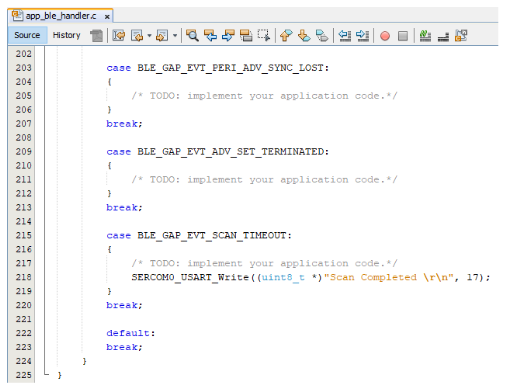 app_ble_handler.c x
Source History
202
203 case BLE_GAP_EVT_PERI_ADV_SYNC_LOST:
204 {
205 /* TODO: implement your application code.*/
206 }
207 break;
208
209 case BLE_GAP_EVT_ADV_SET_TERMINATED:
210 {
211 /* TODO: implement your application code.*/
212 }
213 break;
214
215 case BLE_GAP_EVT_SCAN_TIMEOUT:
216 {
217 /* TODO: implement your application code.*/
218 SERCOM0_USART_Write((uint8_t *)"Scan Completed \r\n", 17);
219 }
220 break;
221
222 default:
223 break;
224 }
225 }